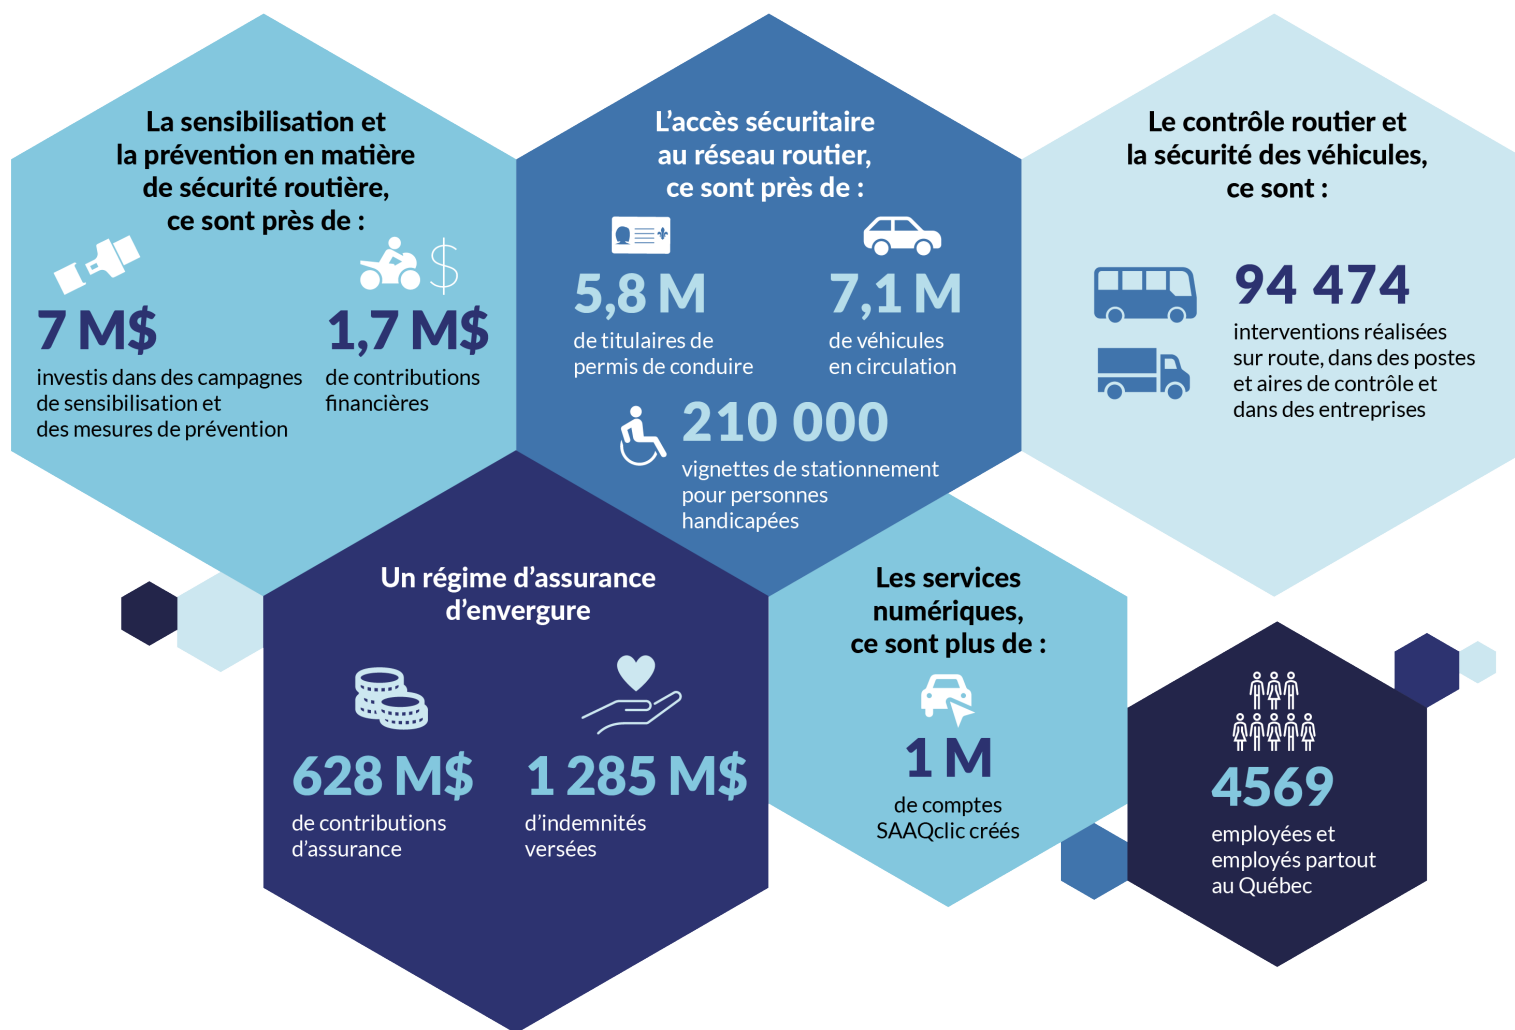 La sensibilisation et
la prévention en matière
de sécurité routière,
ce sont près de :
7 M$
investis dans des campagnes
de sensibilisation et
des mesures de prévention
1,7 M$
de contributions
financières
L’accès sécuritaire
au réseau routier,
ce sont près de :
5,8 M
de titulaires de
permis de conduire
7,1 M
de véhicules
en circulation
210 000
vignettes de stationnement
pour personnes
handicapées
Le contrôle routier et
la sécurité des véhicules,
ce sont :
94 474
interventions réalisées
sur route, dans des postes
et aires de contrôle et
dans des entreprises
Un régime d’assurance
d’envergure
628 M$
de contributions
d’assurance
1 285 M$
d’indemnités
versées
Les services
numériques,
ce sont plus de :
1 M
de comptes
SAAQclic créés
4569
employées et
employés partout
au Québec